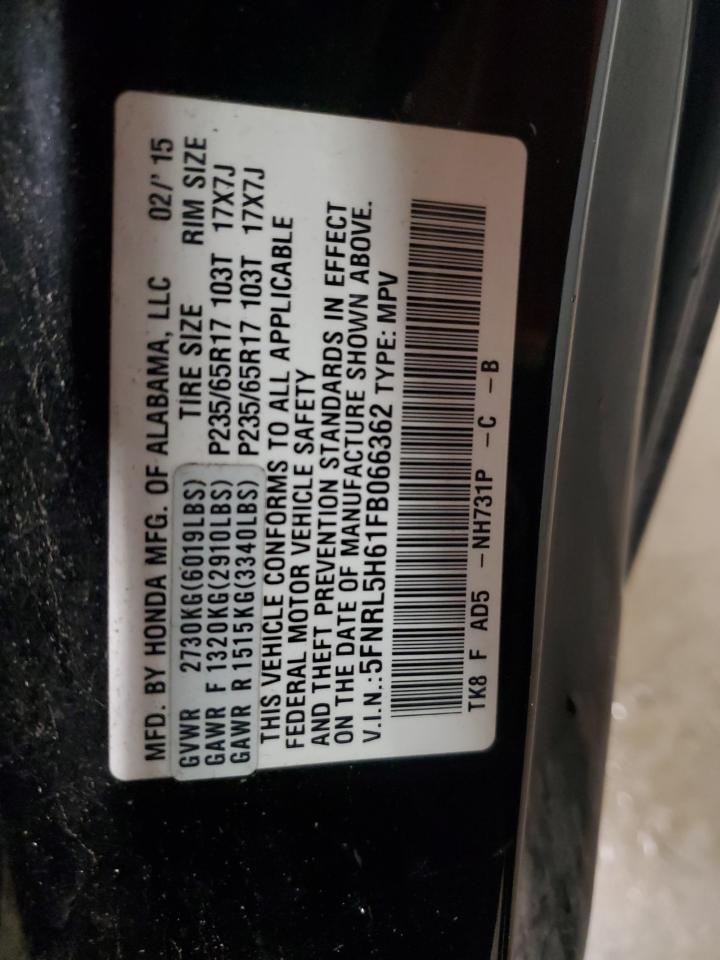 MFD. BY HONDA MFG. OF ALABAMA, LLC 02/' 15
GVWR 2730KG(6019LBS) TIRE SIZE RIM SIZE
GAWR F 1320KG(2910LBS) P235/65R17 103T 17X7J
GAWR R 1515KG(3340LBS) P235/65R17 103T 17X7J
THIS VEHICLE CONFORMS TO ALL APPLICABLE
FEDERAL MOTOR VEHICLE SAFETY
AND THEFT PREVENTION STANDARDS IN EFFECT
ON THE DATE OF MANUFACTURE SHOWN ABOVE.
V.I.N.:5FNRL5H61FB066362 TYPE: MPV
TK8 F AD5 -NH731P -C -B